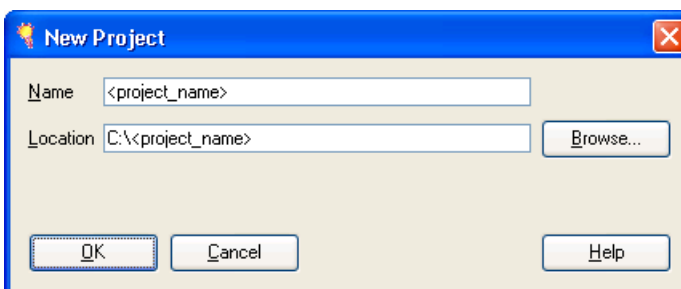 New Project
Name <project_name>
Location C:\<project_name> Browse...
OK Cancel Help